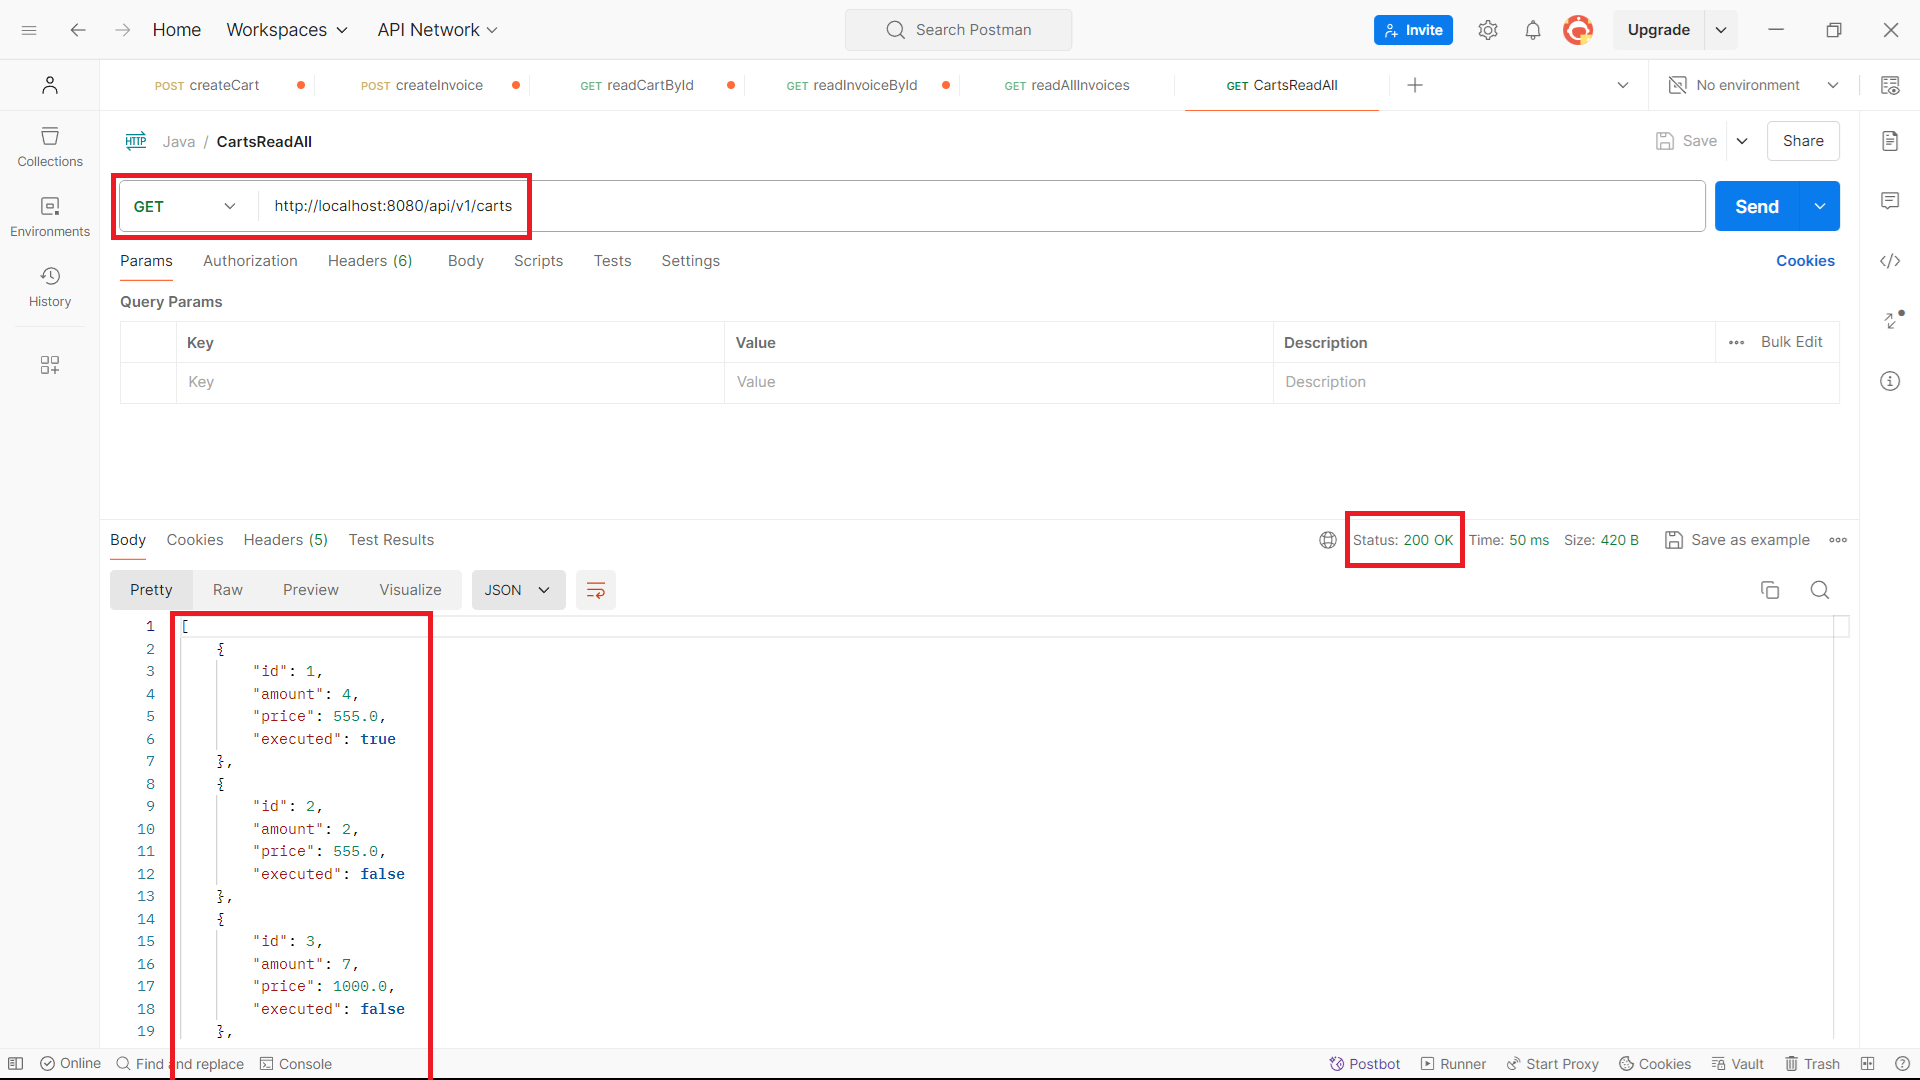 Home Workspaces API Network Search Postman Invite Upgrade
POST createCart POST createInvoice GET readCartById GET readInvoiceById GET readAllInvoices GET CartsReadAll No environment
HTTP Java / CartsReadAll Save Share
Collections
GET http://localhost:8080/api/v1/carts Send
Environments
Params Authorization Headers (6) Body Scripts Tests Settings Cookies
History
Query Params
Key Value Description Bulk Edit
Key Value Description
Body Cookies Headers (5) Test Results Status: 200 OK Time: 50 ms Size: 420 B Save as example
Pretty Raw Preview Visualize JSON
1 [
2 {
3 "id": 1,
4 "amount": 4,
5 "price": 555.0,
6 "executed": true
7 },
8 {
9 "id": 2,
10 "amount": 2,
11 "price": 555.0,
12 "executed": false
13 },
14 {
15 "id": 3,
16 "amount": 7,
17 "price": 1000.0,
18 "executed": false
19 },
Online Find and replace Console Postbot Runner Start Proxy Cookies Vault Trash